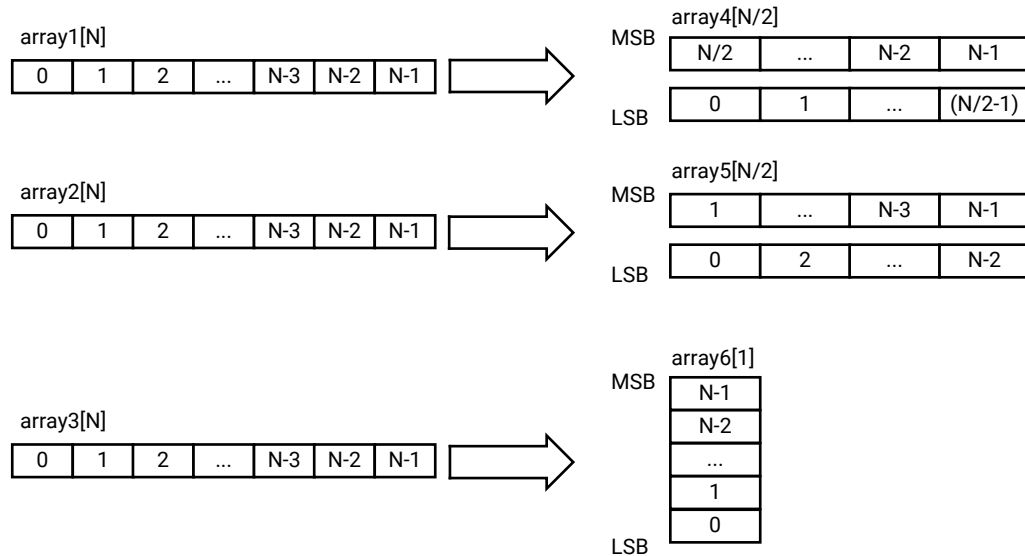 array1[N]
0 1 2 ... N-3 N-2 N-1
array4[N/2]
MSB
N/2 ... N-2 N-1
0 1 ... (N/2-1)
LSB
array2[N]
0 1 2 ... N-3 N-2 N-1
array5[N/2]
MSB
1 ... N-3 N-1
0 2 ... N-2
LSB
array3[N]
0 1 2 ... N-3 N-2 N-1
array6[1]
MSB
N-1
N-2
...
1
0
LSB